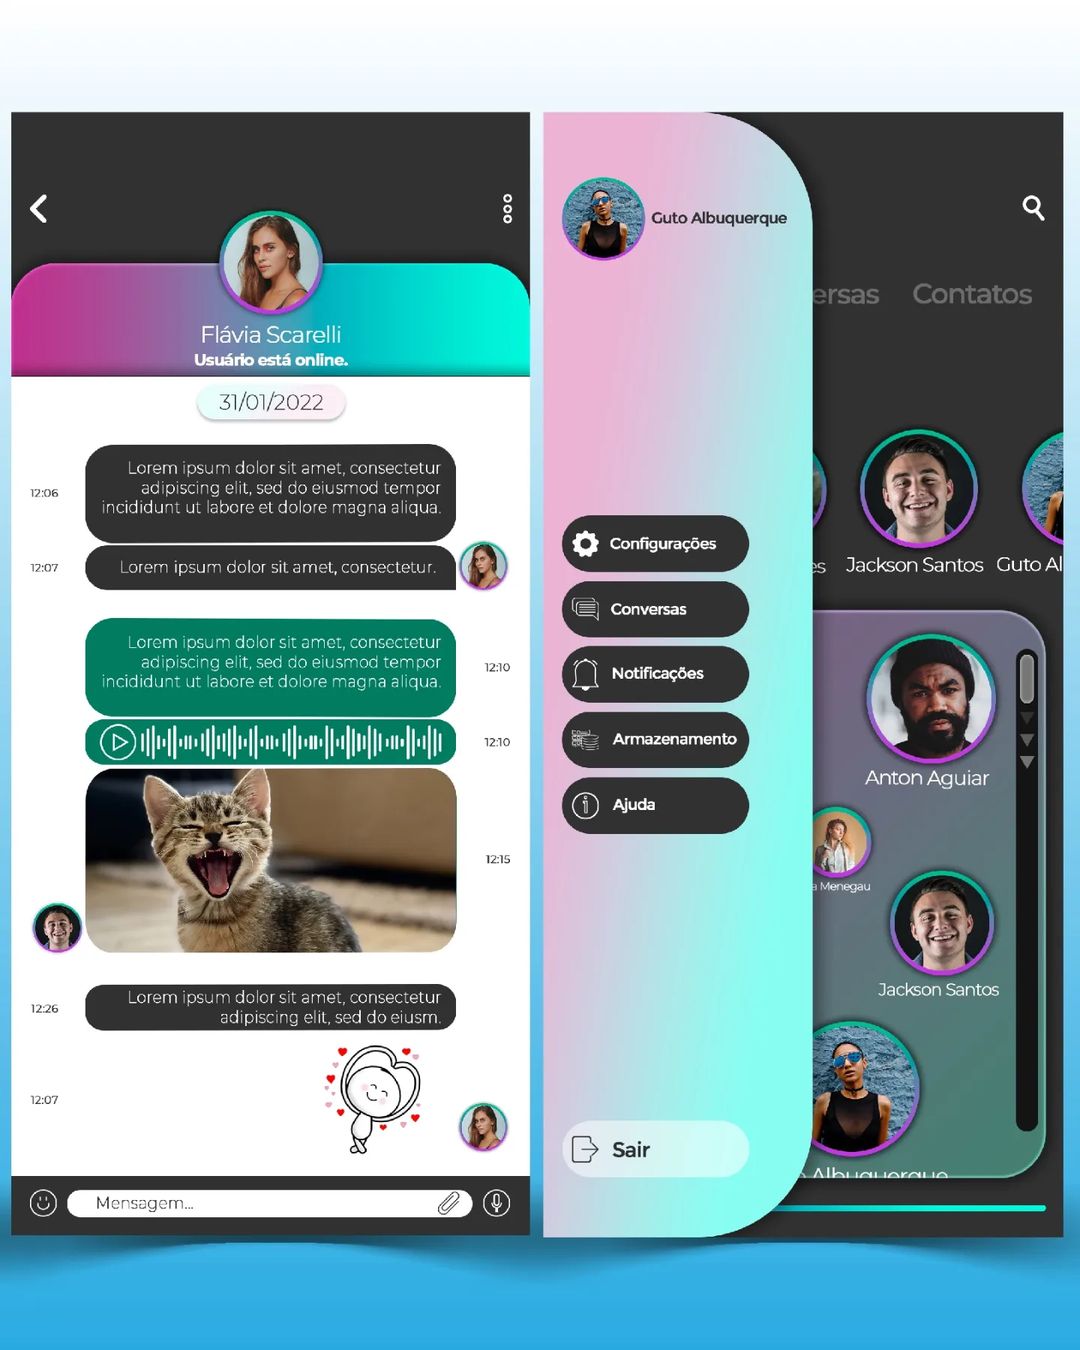 Flávia Scarelli
Usuário está online.
31/01/2022
Lorem ipsum dolor sit amet, consectetur
adipiscing elit, sed do eiusmod tempor
incididunt ut labore et dolore magna aliqua.
12:06
Lorem ipsum dolor sit amet, consectetur.
12:07
Lorem ipsum dolor sit amet, consectetur
adipiscing elit, sed do eiusmod tempor
incididunt ut labore et dolore magna aliqua.
12:10
12:10
12:15
Lorem ipsum dolor sit amet, consectetur
adipiscing elit, sed do eiusm.
12:26
12:07
Mensagem...
Guto Albuquerque
Configurações
Conversas
Notificações
Armazenamento
Ajuda
Sair
ersas Contatos
es Jackson Santos Guto Al
Anton Aguiar
a Menegau
Jackson Santos
Albuquerque